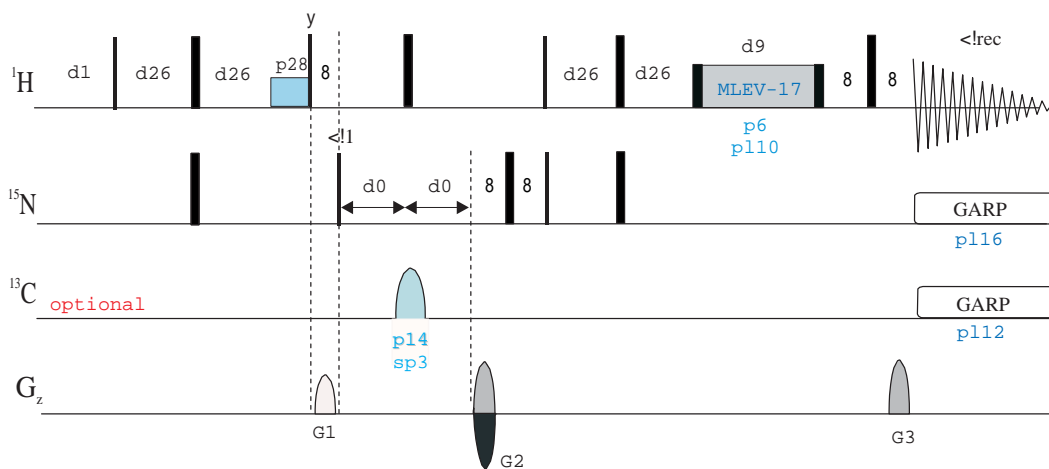 y
<!rec
¹H
d1
d26
d26
p28
8
d26
d26
d9
MLEV-17
8
8
p6
pl10
<!1
¹⁵N
d0
d0
8
8
GARP
pl16
¹³C
optional
GARP
p14
sp3
pl12
G_z
G1
G2
G3